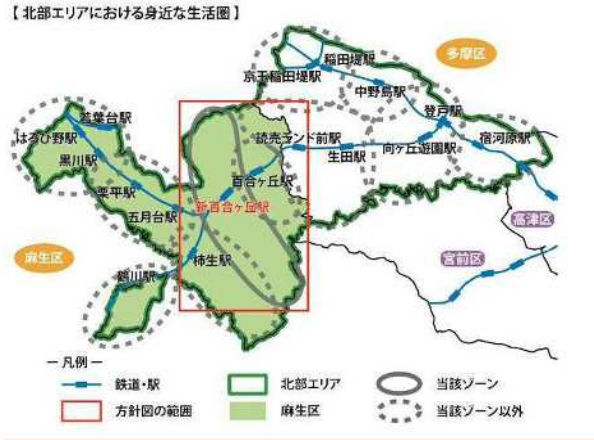 【北部エリアにおける身近な生活圏】
多摩区
稲田堤駅
京王稲田堤駅
中野島駅
登戸駅
宿河原駅
若葉台駅
はるひ野駅
黒川駅
読売ランド前駅
生田駅
向ヶ丘遊園駅
栗平駅
百合ヶ丘駅
新百合ヶ丘駅
五月台駅
高津区
麻生区
柿生駅
宮前区
鶴川駅
― 凡例 ―
鉄道・駅
北部エリア
当該ゾーン
方針図の範囲
麻生区
当該ゾーン以外